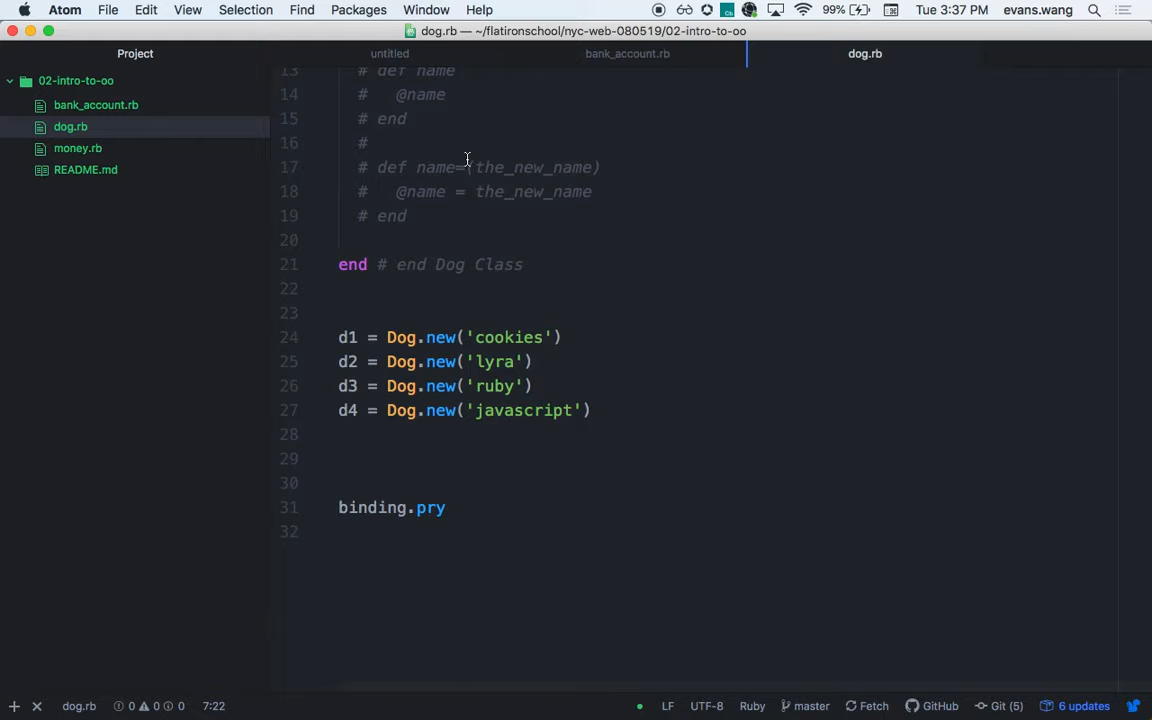 Atom File Edit View Selection Find Packages Window Help 99% Tue 3:37 PM evans.wang
dog.rb — ~/flatironschool/nyc-web-080519/02-intro-to-oo
Project untitled bank_account.rb dog.rb
02-intro-to-oo
bank_account.rb
dog.rb
money.rb
README.md
13 # def name
14 # @name
15 # end
16 #
17 # def name=(the_new_name)
18 # @name = the_new_name
19 # end
20
21 end # end Dog Class
22
23
24 d1 = Dog.new('cookies')
25 d2 = Dog.new('lyra')
26 d3 = Dog.new('ruby')
27 d4 = Dog.new('javascript')
28
29
30
31 binding.pry
32
dog.rb 0 0 0 7:22 LF UTF-8 Ruby master Fetch GitHub Git (5) 6 updates